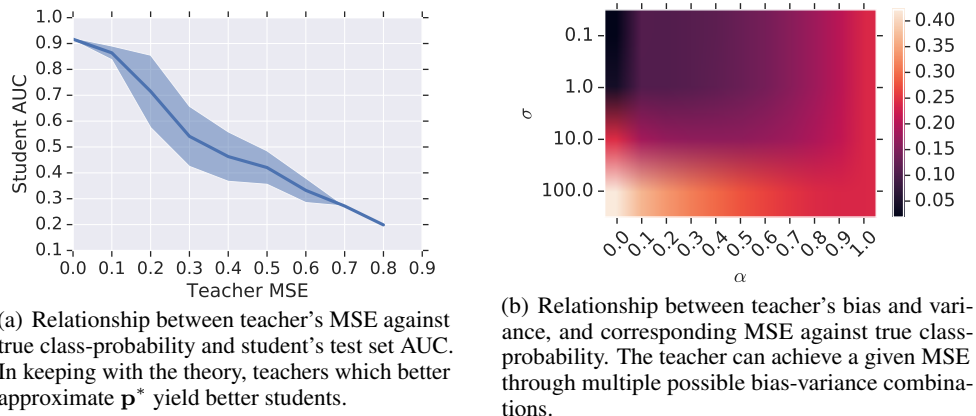 1.0
0.9
0.8
0.7
0.6
0.5
0.4
0.3
0.2
0.1
Student AUC
0.0 0.1 0.2 0.3 0.4 0.5 0.6 0.7 0.8 0.9
Teacher MSE
(a) Relationship between teacher's MSE against
true class-probability and student's test set AUC.
In keeping with the theory, teachers which better
approximate p* yield better students.
0.1
1.0
10.0
100.0
σ
0.0 0.1 0.2 0.3 0.4 0.5 0.6 0.7 0.8 0.9 1.0
α
0.40
0.35
0.30
0.25
0.20
0.15
0.10
0.05
(b) Relationship between teacher's bias and vari-
ance, and corresponding MSE against true class-
probability. The teacher can achieve a given MSE
through multiple possible bias-variance combina-
tions.